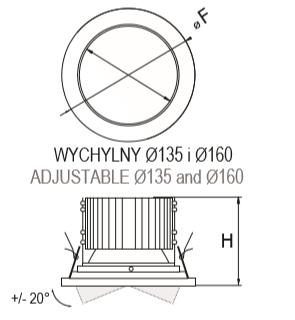 øF
WYCHYLNY Ø135 i Ø160
ADJUSTABLE Ø135 and Ø160
H
+/- 20°